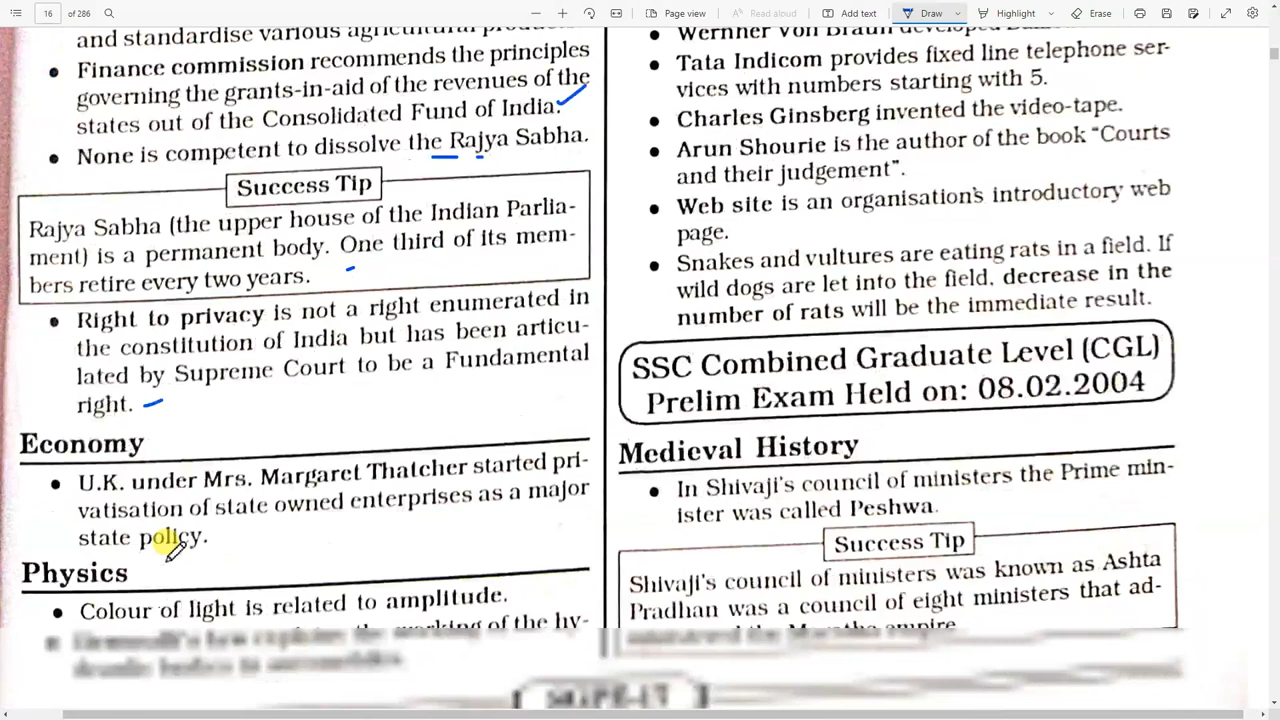 16 of 286
Page view
Read aloud
Add text
Draw
Highlight
Erase
and standardise various agricultural
Finance commission recommends the principles
governing the grants-in-aid of the revenues of the
states out of the Consolidated Fund of India.
None is competent to dissolve the Rajya Sabha.
Success Tip
Rajya Sabha (the upper house of the Indian Parlia-
ment) is a permanent body. One third of its mem-
bers retire every two years.
Right to privacy is not a right enumerated in
the constitution of India but has been articu-
lated by Supreme Court to be a Fundamental
right.
Economy
U.K. under Mrs. Margaret Thatcher started pri-
vatisation of state owned enterprises as a major
state policy.
Physics
Colour of light is related to amplitude.
working of the hy-
Wernher Von Braun developed
Tata Indicom provides fixed line telephone ser-
vices with numbers starting with 5.
Charles Ginsberg invented the video-tape.
Arun Shourie is the author of the book “Courts
and their judgement”.
Web site is an organisation's introductory web
page.
Snakes and vultures are eating rats in a field. If
wild dogs are let into the field, decrease in the
number of rats will be the immediate result.
SSC Combined Graduate Level (CGL)
Prelim Exam Held on: 08.02.2004
Medieval History
In Shivaji's council of ministers the Prime min-
ister was called Peshwa.
Success Tip
Shivaji's council of ministers was known as Ashta
Pradhan was a council of eight ministers that ad-